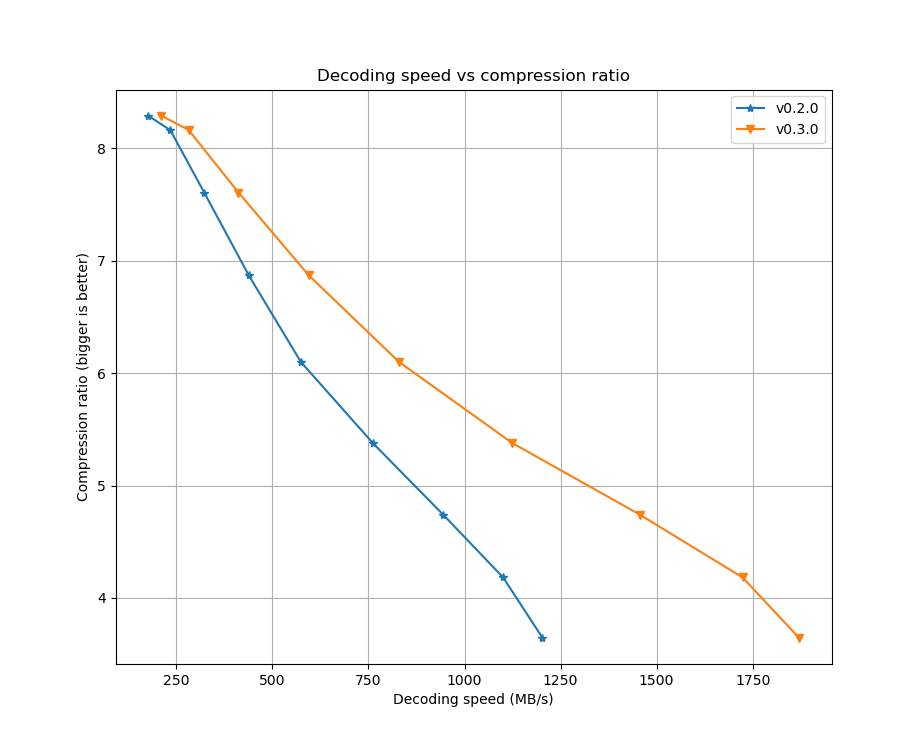 Decoding speed vs compression ratio
v0.2.0
v0.3.0
Compression ratio (bigger is better)
8
7
6
5
4
250 500 750 1000 1250 1500 1750
Decoding speed (MB/s)